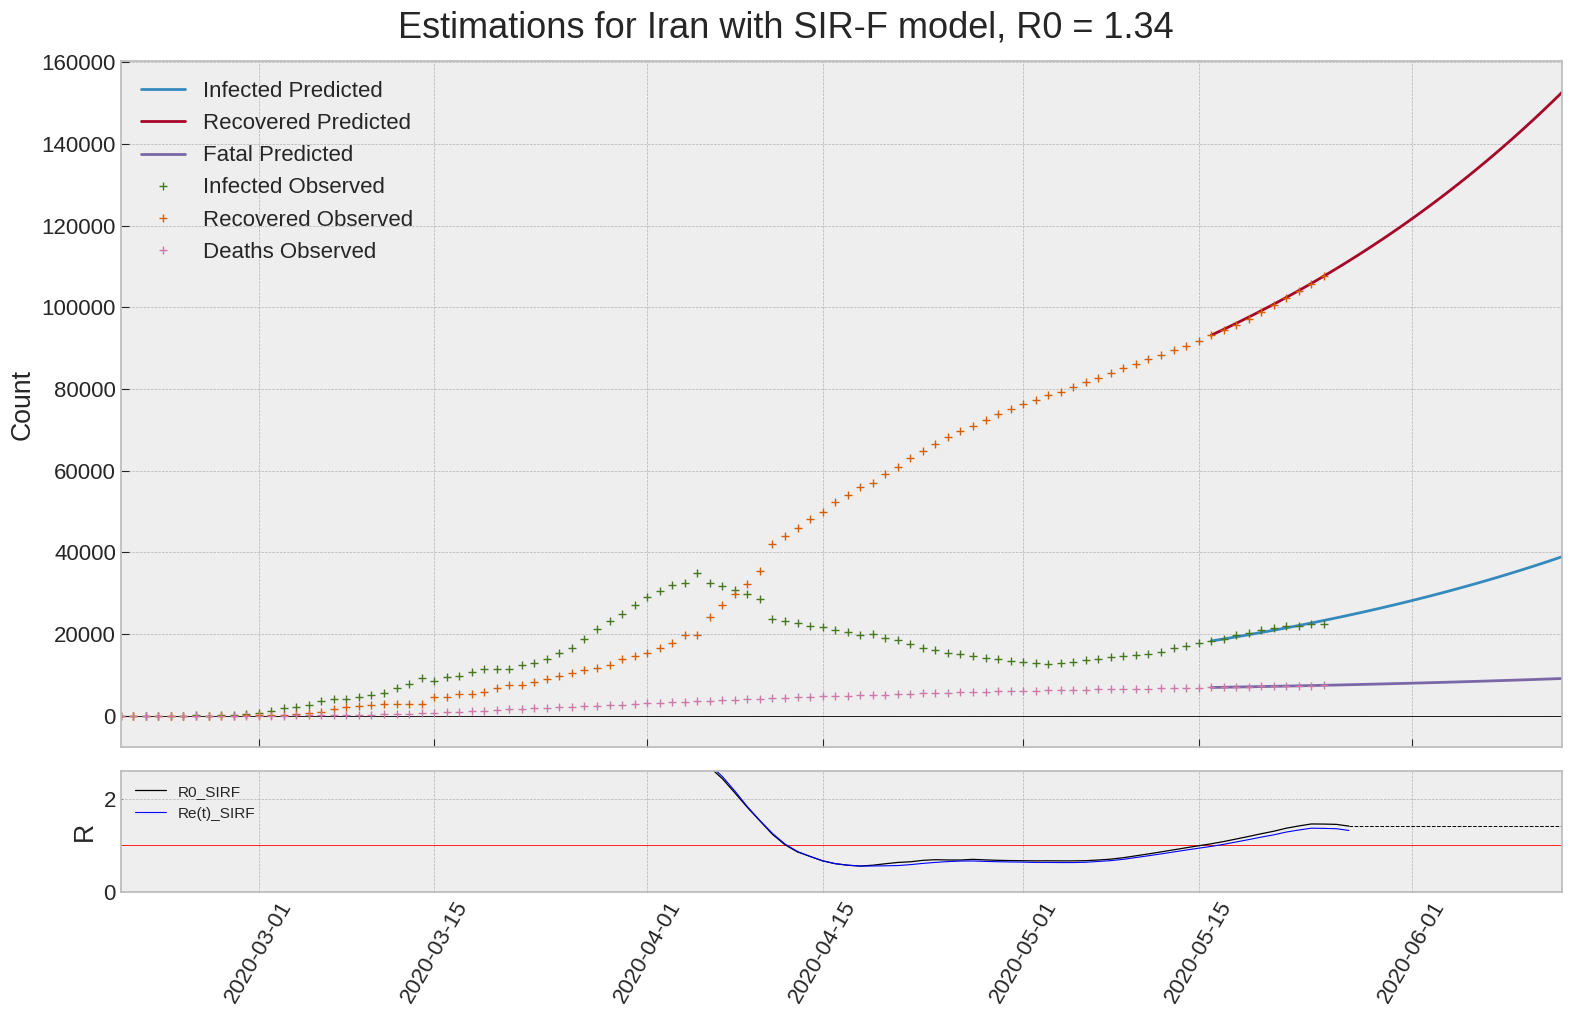 Estimations for Iran with SIR-F model, R0 = 1.34
160000
140000
120000
100000
80000
60000
40000
20000
0
Count
Infected Predicted
Recovered Predicted
Fatal Predicted
Infected Observed
Recovered Observed
Deaths Observed
2
0
R
R0_SIRF
Re(t)_SIRF
2020-03-01
2020-03-15
2020-04-01
2020-04-15
2020-05-01
2020-05-15
2020-06-01